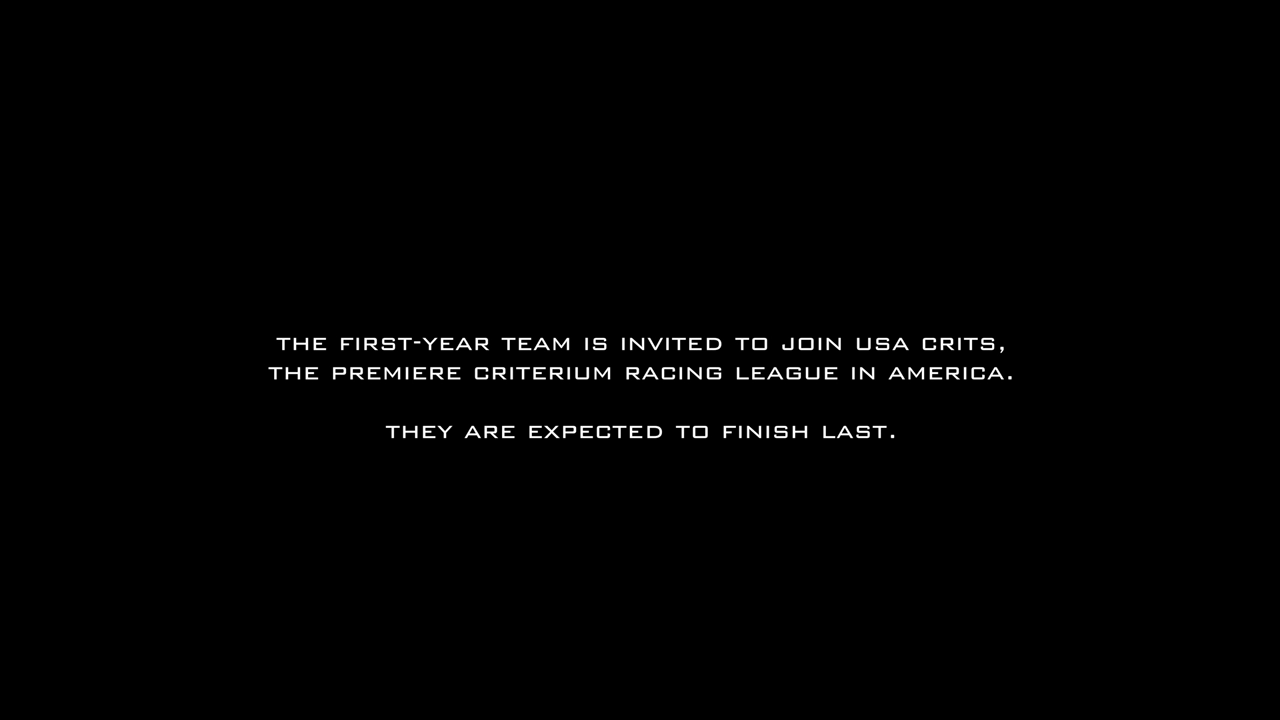 THE FIRST-YEAR TEAM IS INVITED TO JOIN USA CRITS,
THE PREMIERE CRITERIUM RACING LEAGUE IN AMERICA.
THEY ARE EXPECTED TO FINISH LAST.